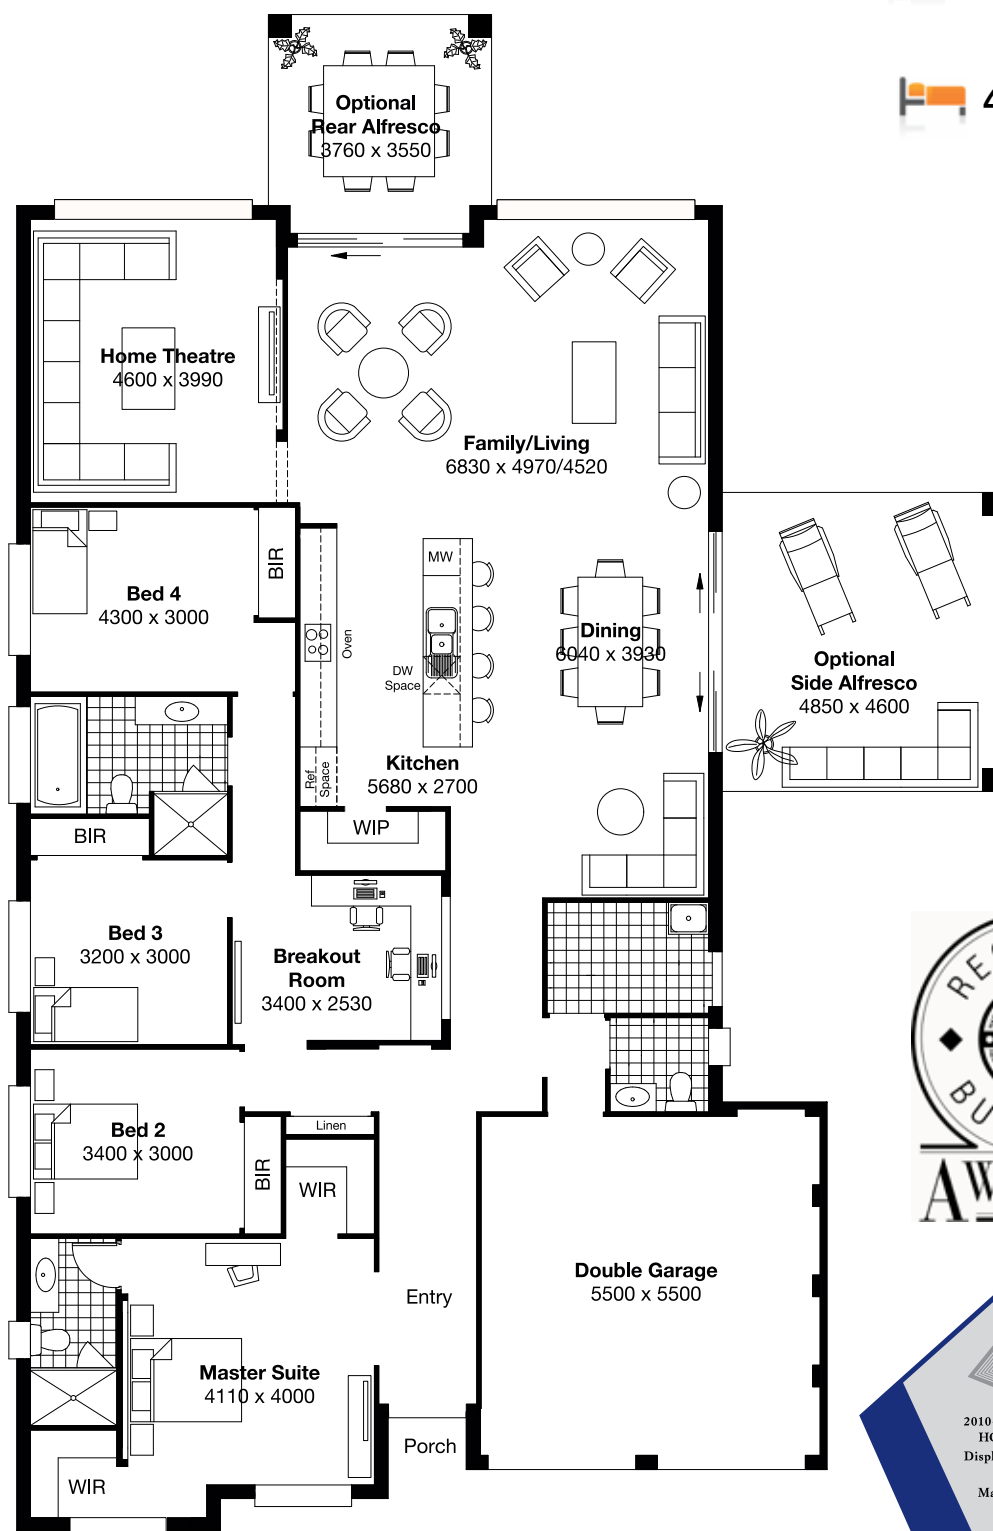 4
Optional
Rear Alfresco
3760 x 3550
Home Theatre
4600 x 3990
Family/Living
6830 x 4970/4520
Bed 4
4300 x 3000
BIR
MW
Oven
DW
Space
Dining
6040 x 3930
Optional
Side Alfresco
4850 x 4600
Kitchen
5680 x 2700
Ref
Space
WIP
BIR
Bed 3
3200 x 3000
Breakout
Room
3400 x 2530
Bed 2
3400 x 3000
BIR
Linen
WIR
Entry
Double Garage
5500 x 5500
Master Suite
4110 x 4000
Porch
WIR
2010